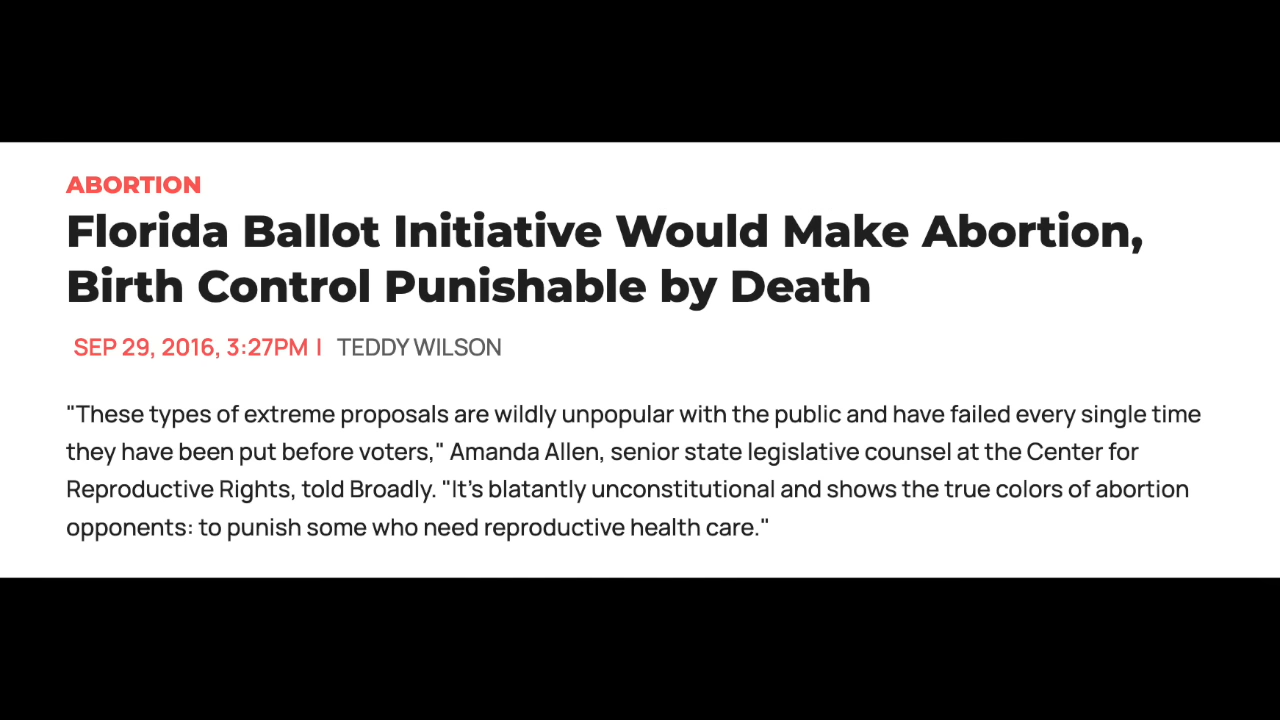 ABORTION
Florida Ballot Initiative Would Make Abortion,
Birth Control Punishable by Death
SEP 29, 2016, 3:27PM I TEDDY WILSON
"These types of extreme proposals are wildly unpopular with the public and have failed every single time
they have been put before voters," Amanda Allen, senior state legislative counsel at the Center for
Reproductive Rights, told Broadly. "It's blatantly unconstitutional and shows the true colors of abortion
opponents: to punish some who need reproductive health care."